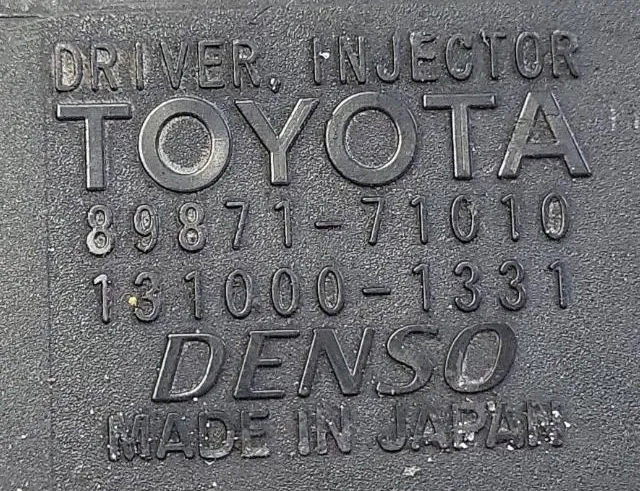 DRIVER, INJECTOR
TOYOTA
89871-71010
131000-1331
DENSO
MADE IN JAPAN